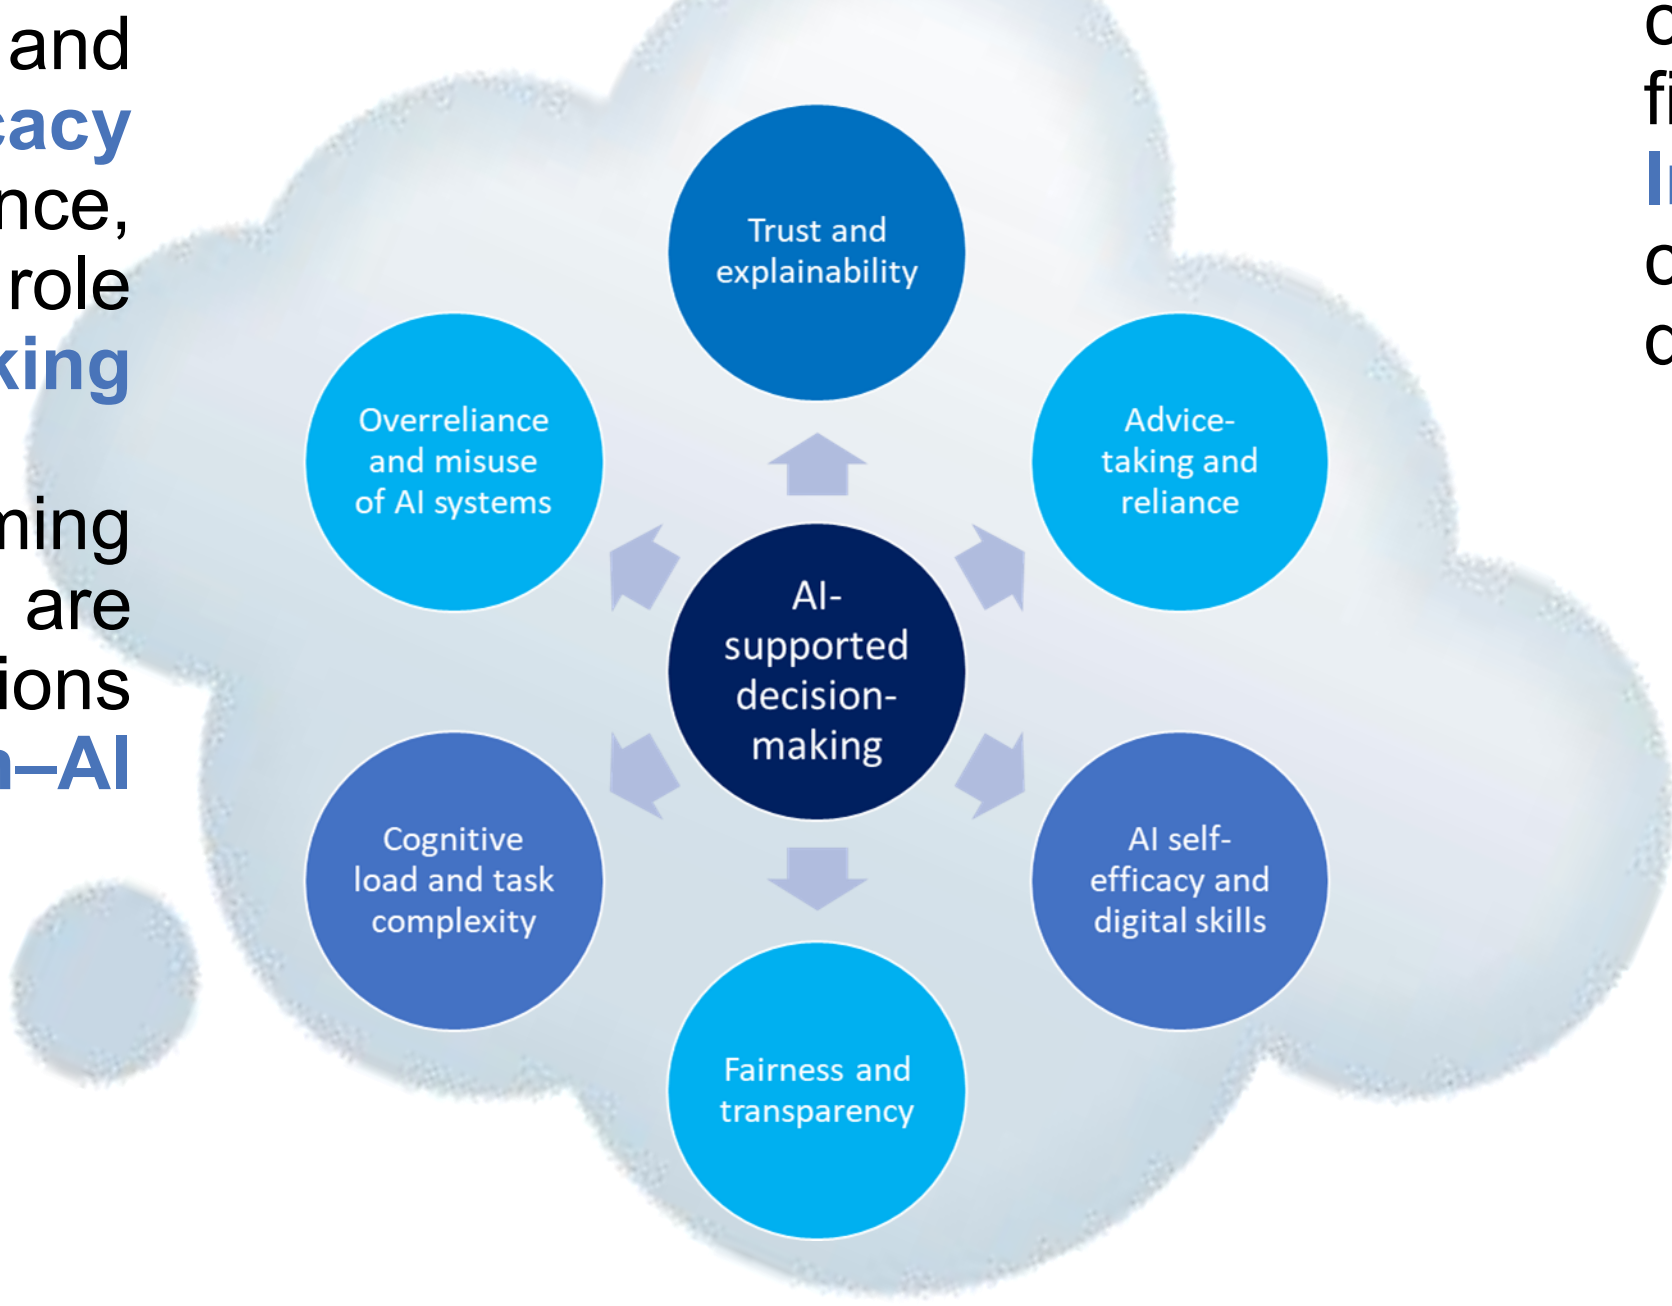 and
cacy
nce,
role
king
ming
are
ions
–AI
Trust and
explainability
Overreliance
and misuse
of AI systems
Advice-
taking and
reliance
AI-
supported
decision-
making
Cognitive
load and task
complexity
AI self-
efficacy and
digital skills
Fairness and
transparency
fi